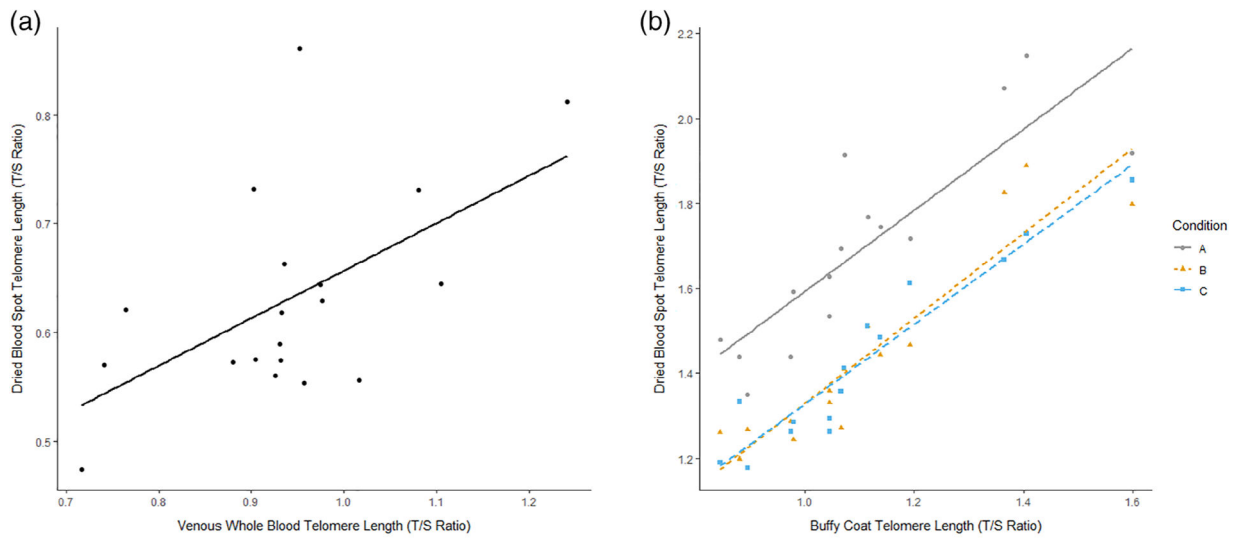 (a)
0.8
0.7
0.6
0.5
Dried Blood Spot Telomere Length (T/S Ratio)
0.7 0.8 0.9 1.0 1.1 1.2
Venous Whole Blood Telomere Length (T/S Ratio)
(b)
2.2
2.0
1.8
1.6
1.4
1.2
Dried Blood Spot Telomere Length (T/S Ratio)
1.0 1.2 1.4 1.6
Buffy Coat Telomere Length (T/S Ratio)
Condition
A
B
C